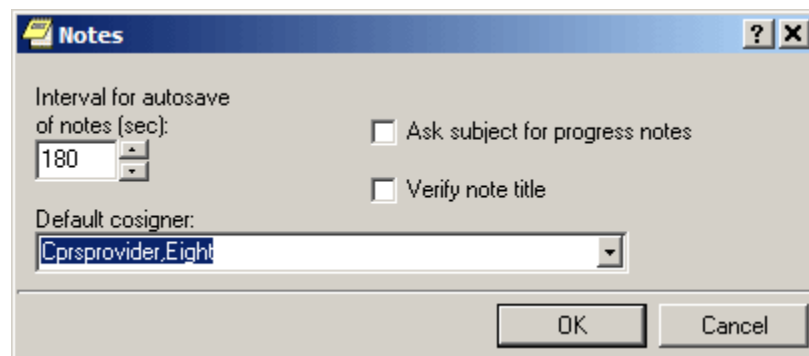 Notes
Interval for autosave
of notes (sec):
180
Ask subject for progress notes
Verify note title
Default cosigner:
Cprsprovider,Eight
OK
Cancel